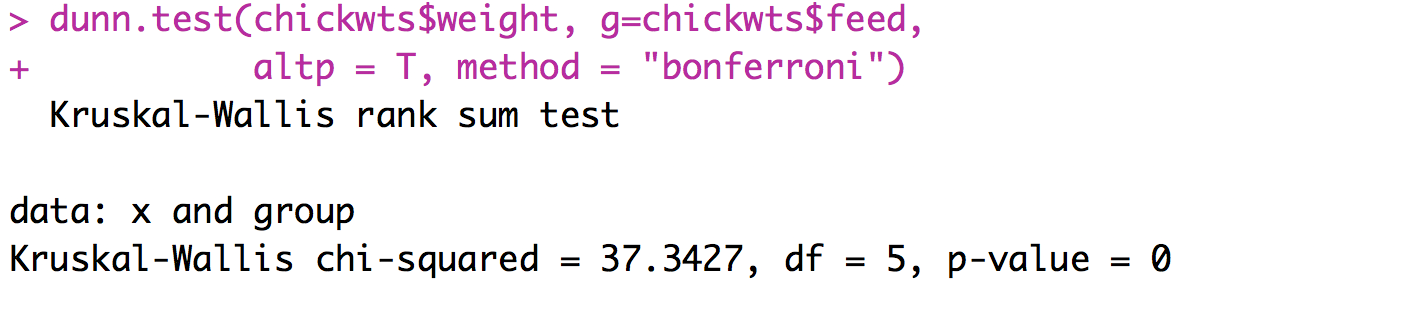 > dunn.test(chickwts$weight, g=chickwts$feed,
+           altp = T, method = "bonferroni")
  Kruskal-Wallis rank sum test

data: x and group
Kruskal-Wallis chi-squared = 37.3427, df = 5, p-value = 0